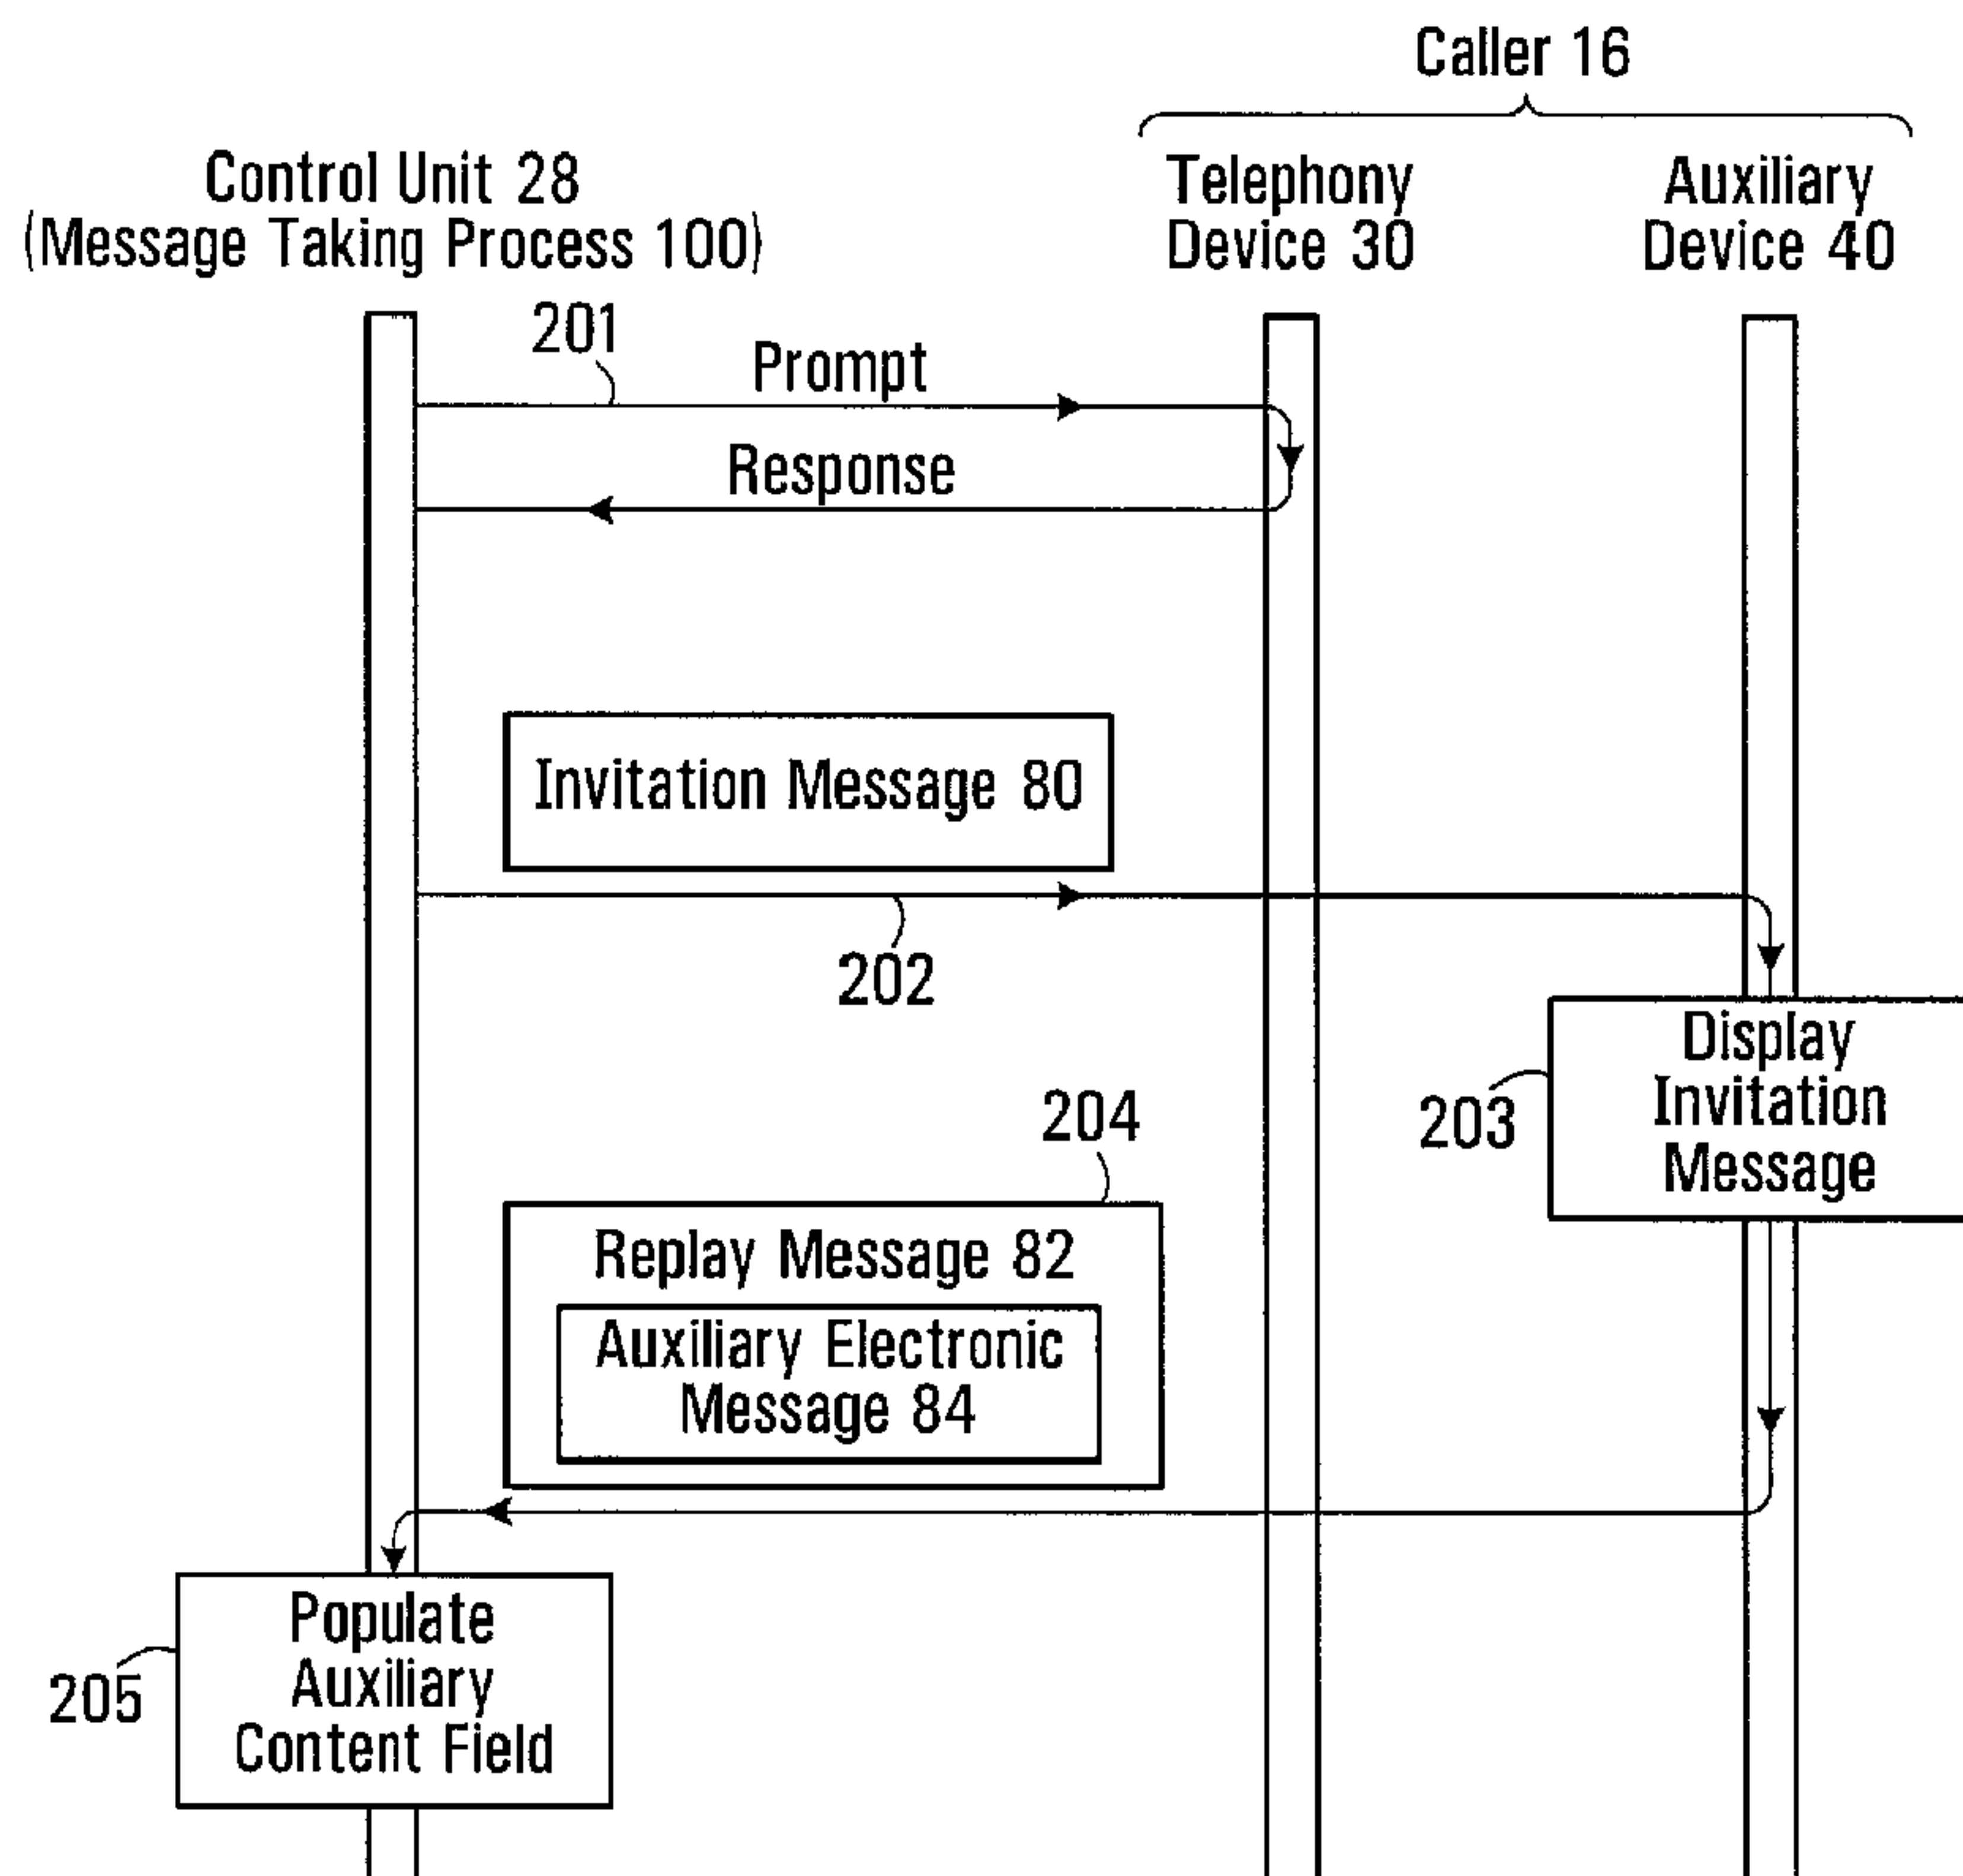 Caller 16
Control Unit 28
(Message Taking Process 100)
Telephony
Device 30
Auxiliary
Device 40
201
Prompt
Response
Invitation Message 80
202
Display
Invitation
Message
203
204
Replay Message 82
Auxiliary Electronic
Message 84
Populate
Auxiliary
Content Field
205